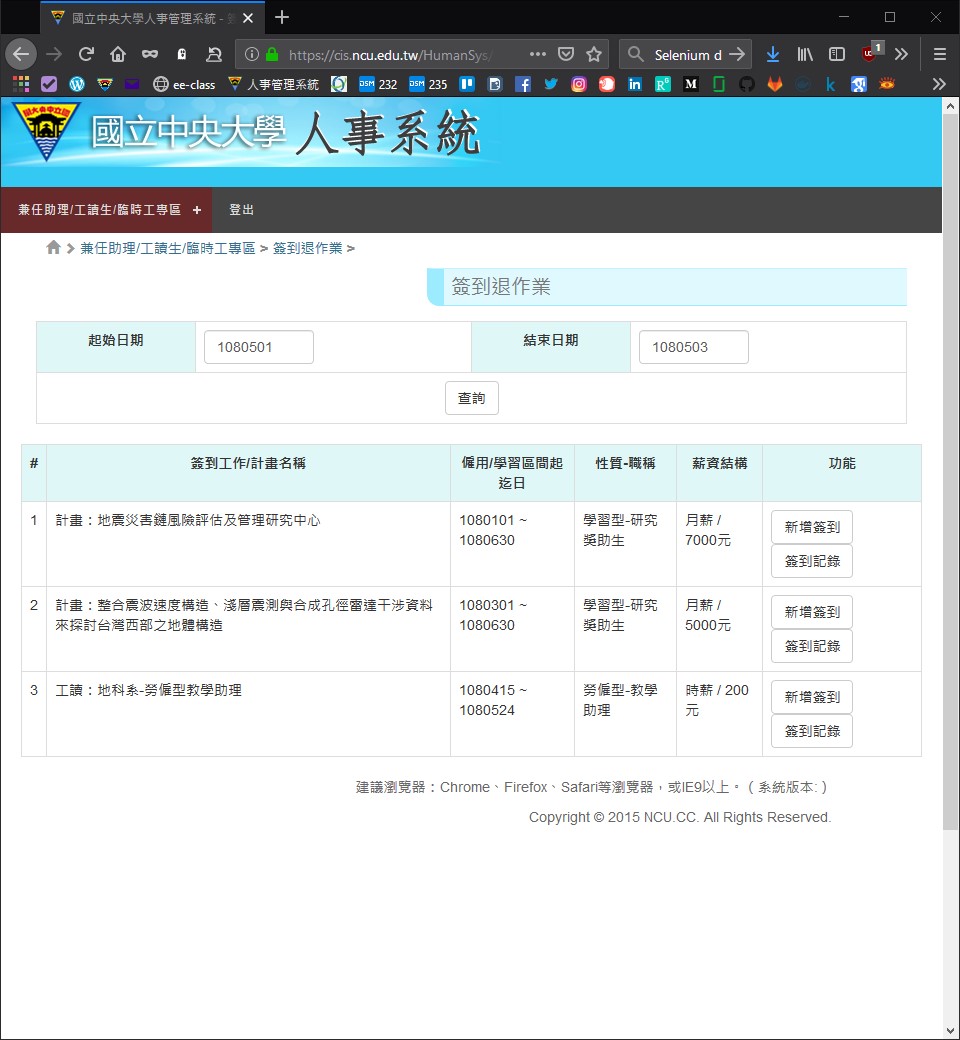 國立中央大學人事管理系統 -
https://cis.ncu.edu.tw/HumanSys/
Selenium d
1
ee-class
人事管理系統
DSM 232
DSM 235
國立中央大學 人事系統
兼任助理/工讀生/臨時工專區 +
登出
兼任助理/工讀生/臨時工專區 > 簽到退作業 >
簽到退作業
起始日期 1080501 結束日期 1080503
查詢
# 簽到工作/計畫名稱 僱用/學習區間起 性質-職稱 薪資結構 功能
迄日
1 計畫：地震災害鏈風險評估及管理研究中心 1080101 ~ 學習型-研究 月薪 / 新增簽到
1080630 獎助生 7000元 簽到記錄
2 計畫：整合震波速度構造、淺層震測與合成孔徑雷達干涉資料 1080301 ~ 學習型-研究 月薪 / 新增簽到
來探討台灣西部之地體構造 1080630 獎助生 5000元 簽到記錄
3 工讀：地科系-勞僱型教學助理 1080415 ~ 勞僱型-教學 時薪 / 200 新增簽到
1080524 助理 元 簽到記錄
建議瀏覽器：Chrome、Firefox、Safari等瀏覽器，或IE9以上。（系統版本: ）
Copyright © 2015 NCU.CC. All Rights Reserved.